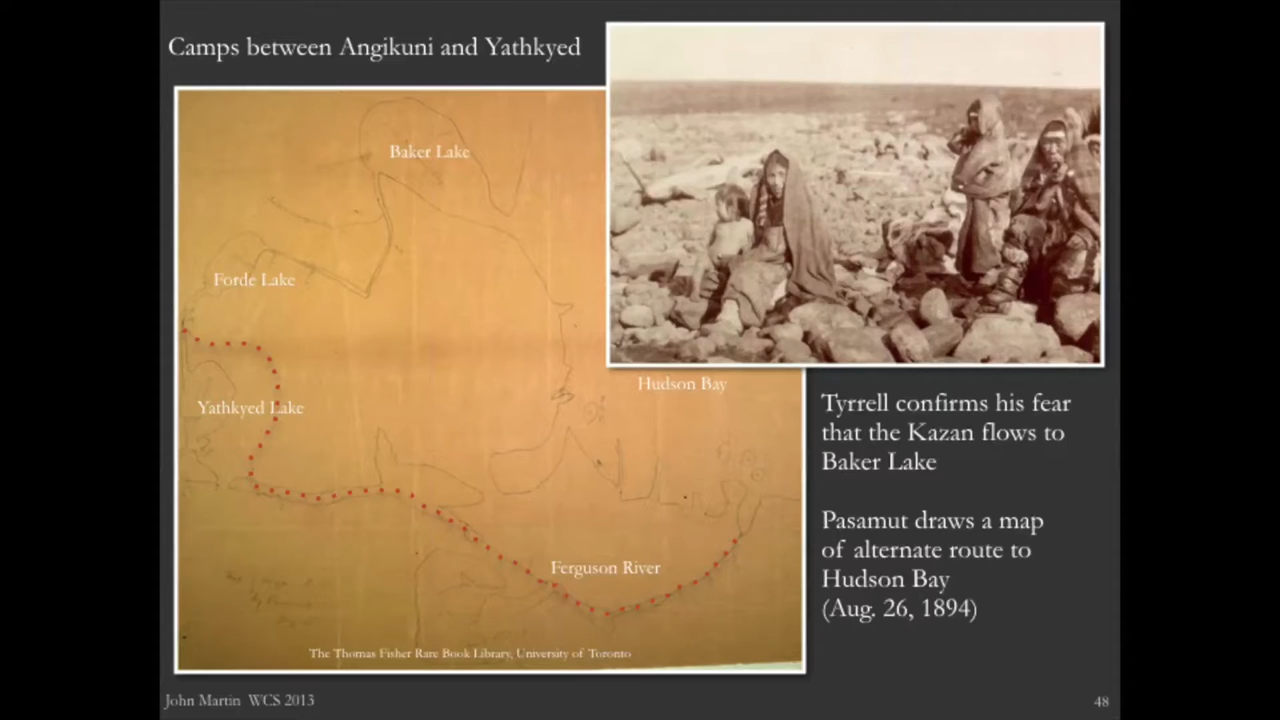 Camps between Angikuni and Yathkyed
Baker Lake
Forde Lake
Yathkyed Lake
Hudson Bay
Ferguson River
The Thomas Fisher Rare Book Library, University of Toronto
Tyrrell confirms his fear
that the Kazan flows to
Baker Lake
Pasamut draws a map
of alternate route to
Hudson Bay
(Aug. 26, 1894)
John Martin WCS 2013
48